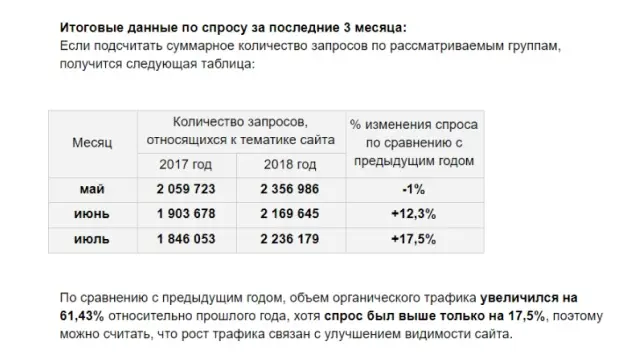 Итоговые данные по спросу за последние 3 месяца:
Если подсчитать суммарное количество запросов по рассматриваемым группам,
получится следующая таблица:
Месяц
Количество запросов,
относящихся к тематике сайта
% изменения спроса
по сравнению с
предыдущим годом
2017 год 2018 год
май 2 059 723 2 356 986 -1%
июнь 1 903 678 2 169 645 +12,3%
июль 1 846 053 2 236 179 +17,5%
По сравнению с предыдущим годом, объем органического трафика увеличился на
61,43% относительно прошлого года, хотя спрос был выше только на 17,5%, поэтому
можно считать, что рост трафика связан с улучшением видимости сайта.